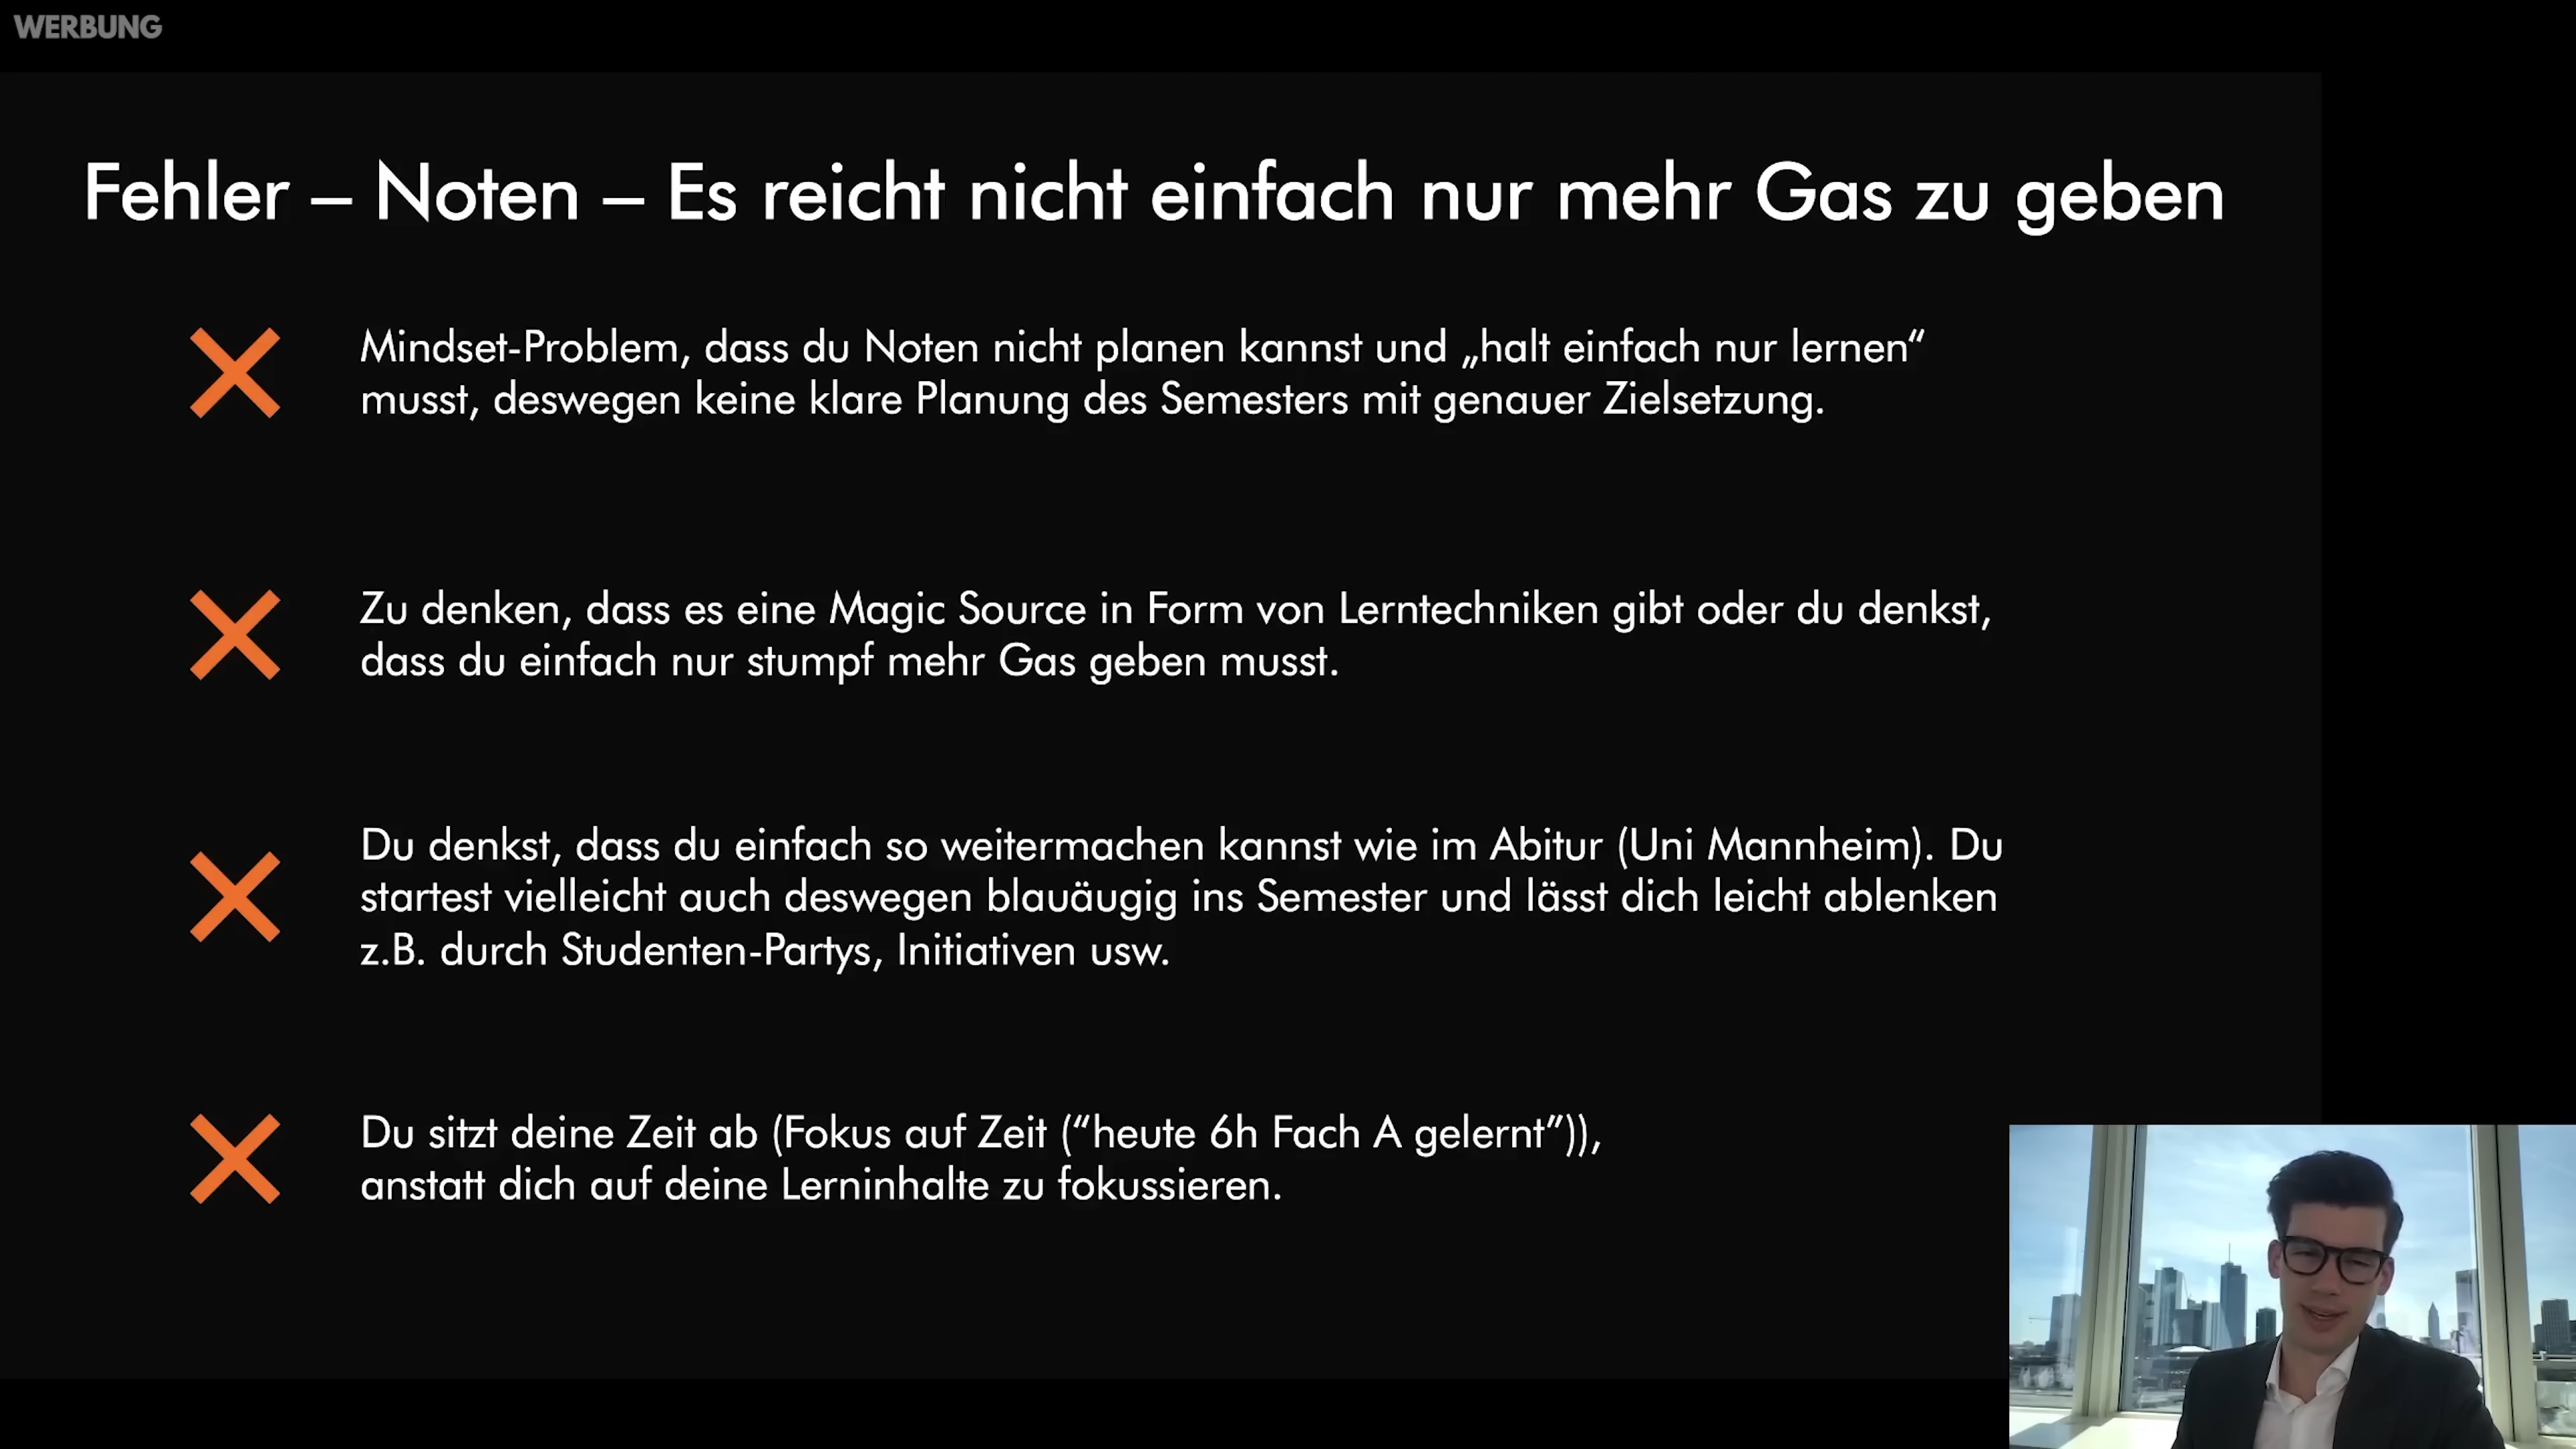 WERBUNG
Fehler – Noten – Es reicht nicht einfach nur mehr Gas zu geben
Mindset-Problem, dass du Noten nicht planen kannst und „halt einfach nur lernen“
musst, deswegen keine klare Planung des Semesters mit genauer Zielsetzung.
Zu denken, dass es eine Magic Source in Form von Lerntechniken gibt oder du denkst,
dass du einfach nur stumpf mehr Gas geben musst.
Du denkst, dass du einfach so weitermachen kannst wie im Abitur (Uni Mannheim). Du
startest vielleicht auch deswegen blauäugig ins Semester und lässt dich leicht ablenken
z.B. durch Studenten-Partys, Initiativen usw.
Du sitzt deine Zeit ab (Fokus auf Zeit (“heute 6h Fach A gelernt”)),
anstatt dich auf deine Lerninhalte zu fokussieren.